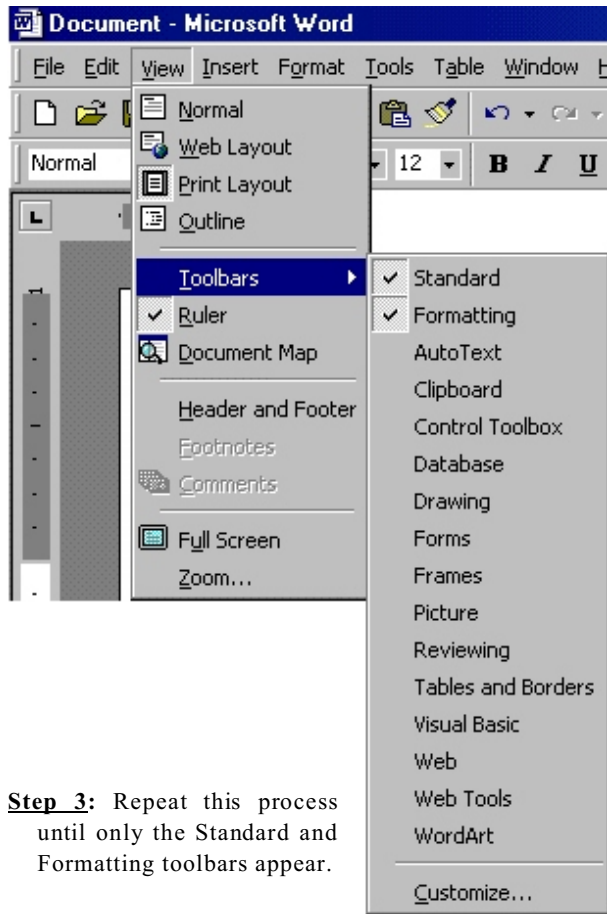 Document - Microsoft Word
File Edit View Insert Format Tools Table Window
Normal 12 B I U
Normal
Web Layout
Print Layout
Outline
Toolbars
Ruler
Document Map
Header and Footer
Footnotes
Comments
Full Screen
Zoom...
Standard
Formatting
AutoText
Clipboard
Control Toolbox
Database
Drawing
Forms
Frames
Picture
Reviewing
Tables and Borders
Visual Basic
Web
Web Tools
WordArt
Customize...
Step 3: Repeat this process
until only the Standard and
Formatting toolbars appear.